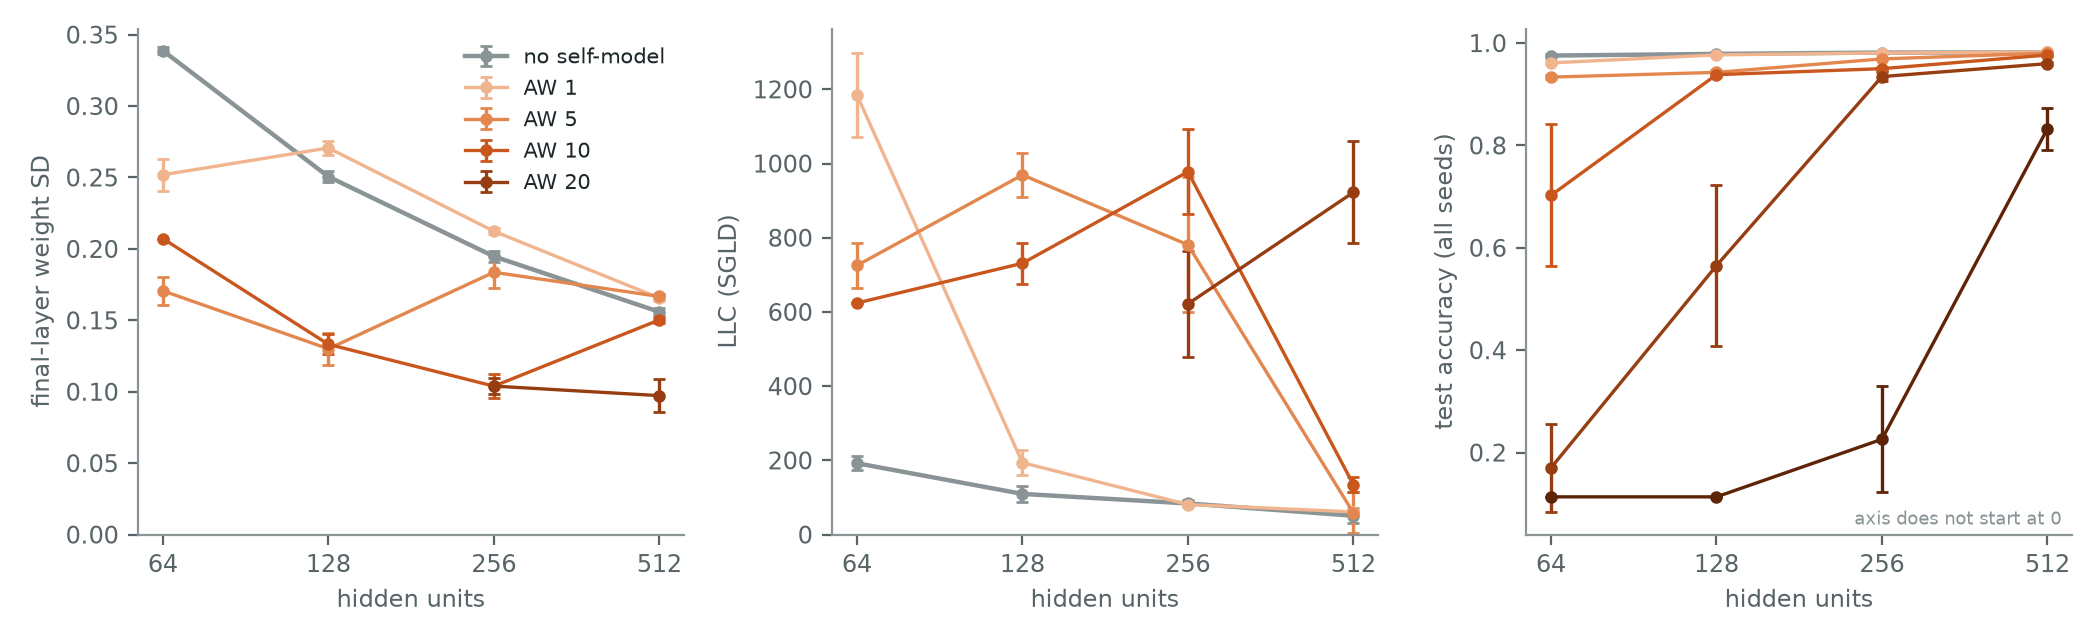 final-layer weight SD
0.35
0.30
0.25
0.20
0.15
0.10
0.05
0.00
64
128
256
512
hidden units
no self-model
AW 1
AW 5
AW 10
AW 20
LLC (SGLD)
1200
1000
800
600
400
200
0
64
128
256
512
hidden units
test accuracy (all seeds)
1.0
0.8
0.6
0.4
0.2
axis does not start at 0
64
128
256
512
hidden units